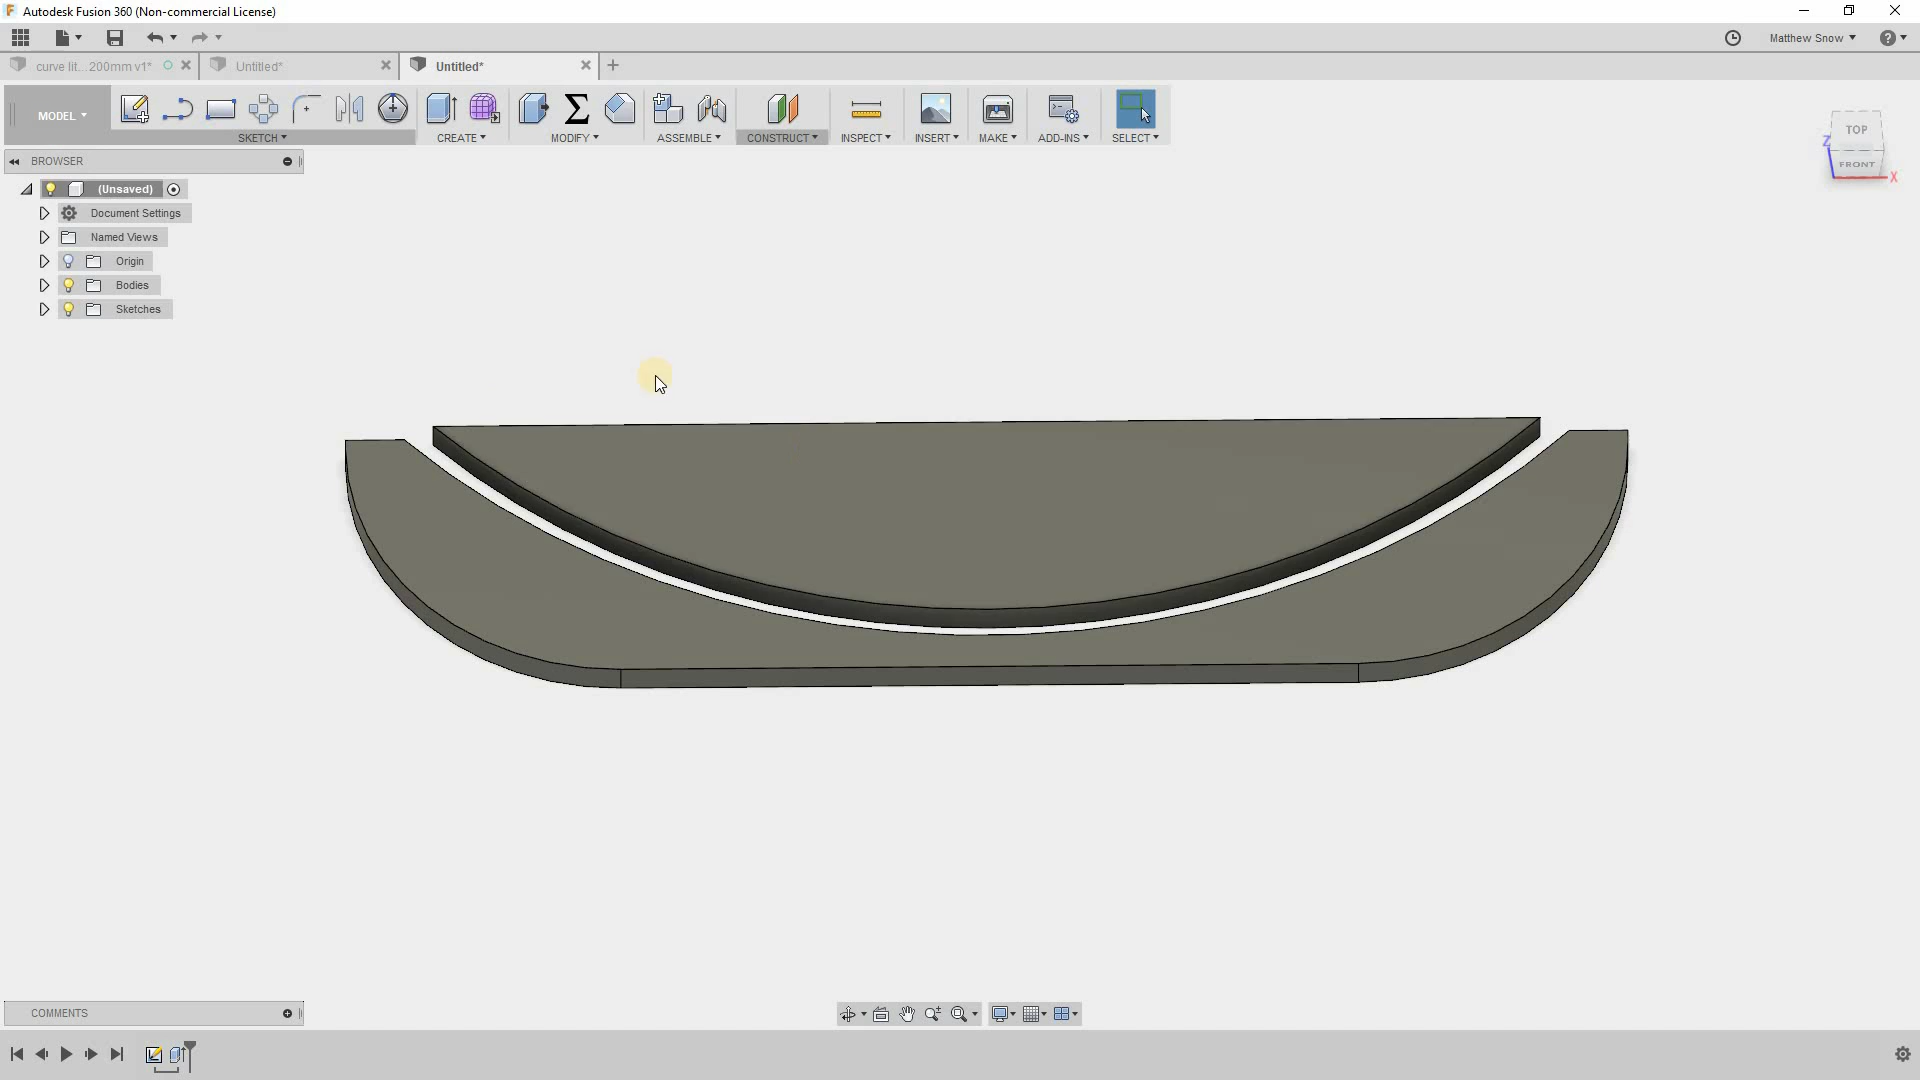 Autodesk Fusion 360 (Non-commercial License)
Matthew Snow
curve lit...200mm v1*
Untitled*
Untitled*
MODEL
SKETCH
CREATE
MODIFY
ASSEMBLE
CONSTRUCT
INSPECT
INSERT
MAKE
ADD-INS
SELECT
TOP
FRONT
Z
X
BROWSER
(Unsaved)
Document Settings
Named Views
Origin
Bodies
Sketches
COMMENTS